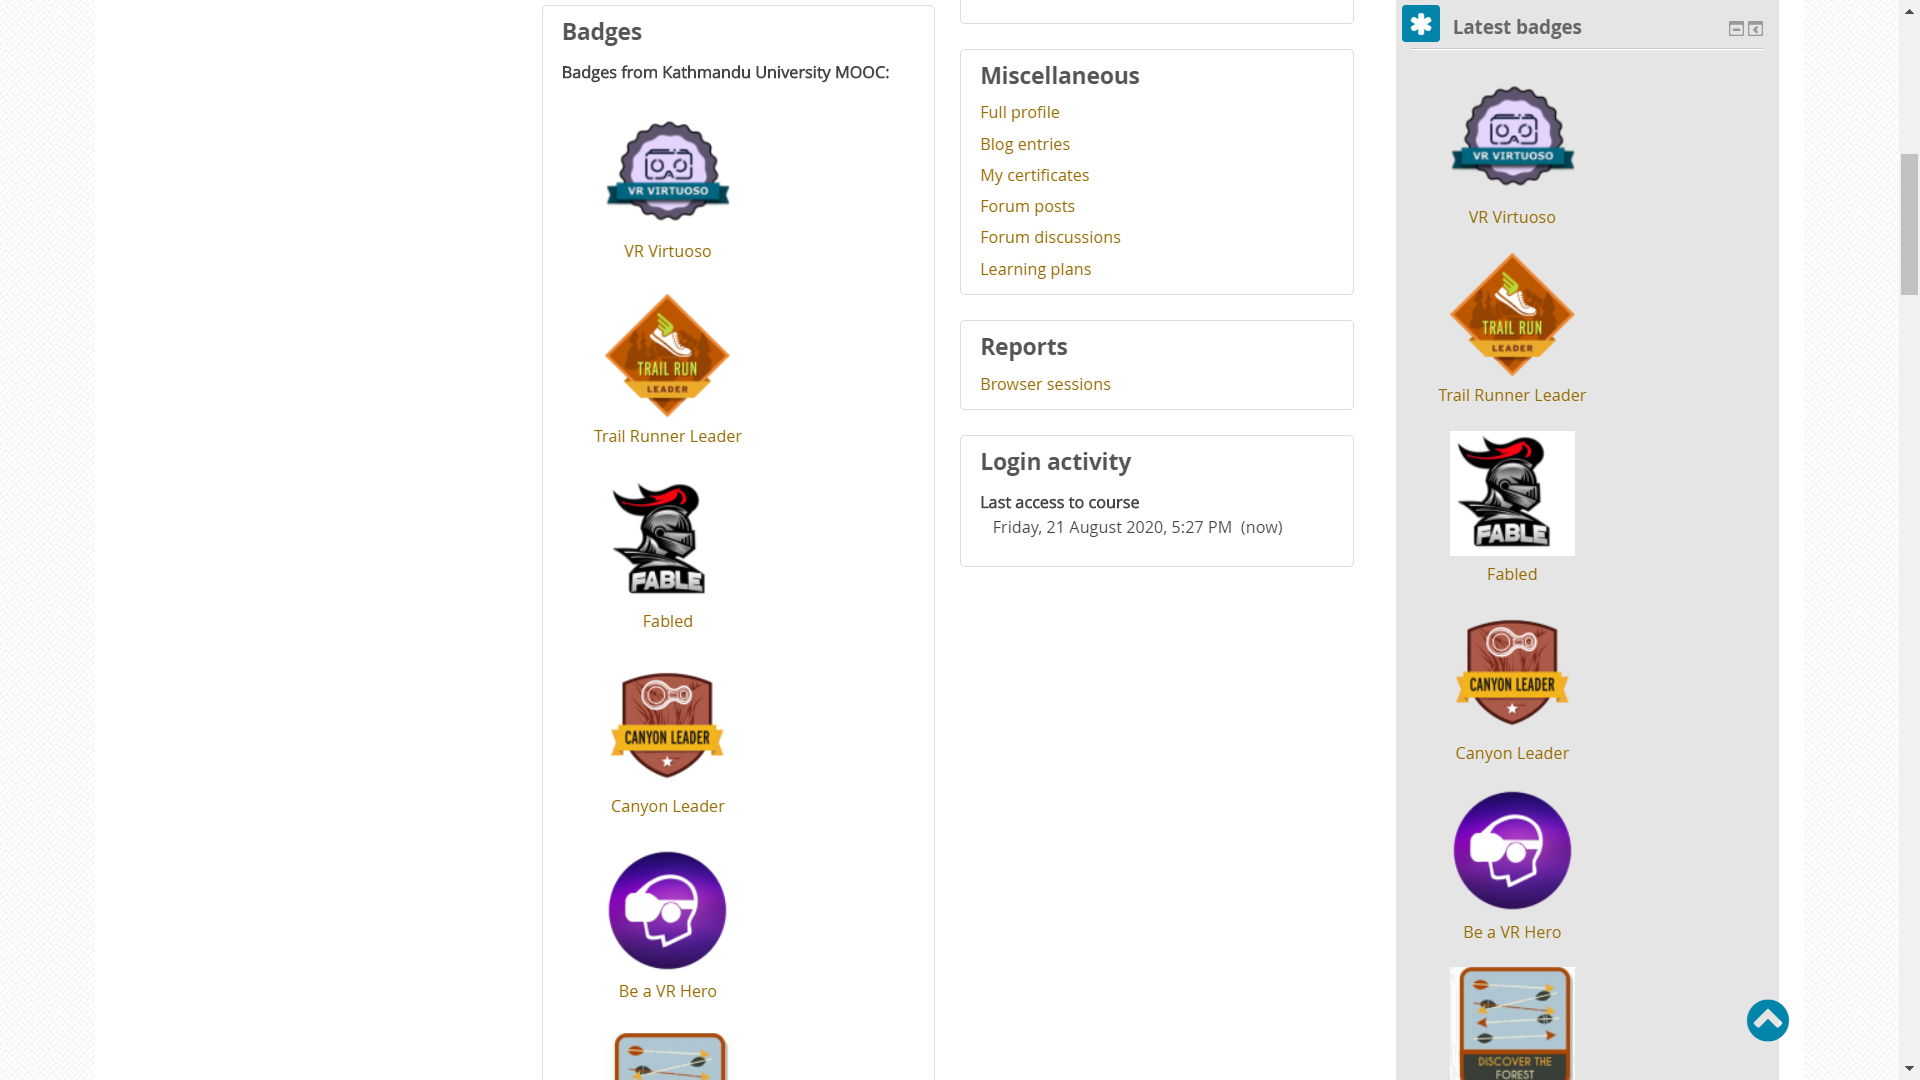 Badges
Badges from Kathmandu University MOOC:
VR VIRTUOSO
VR Virtuoso
TRAIL RUN
LEADER
Trail Runner Leader
FABLE
Fabled
CANYON LEADER
Canyon Leader
Be a VR Hero
Miscellaneous
Full profile
Blog entries
My certificates
Forum posts
Forum discussions
Learning plans
Reports
Browser sessions
Login activity
Last access to course
Friday, 21 August 2020, 5:27 PM (now)
Latest badges
VR VIRTUOSO
VR Virtuoso
TRAIL RUN
LEADER
Trail Runner Leader
FABLE
Fabled
CANYON LEADER
Canyon Leader
Be a VR Hero
DISCOVER THE
FOREST